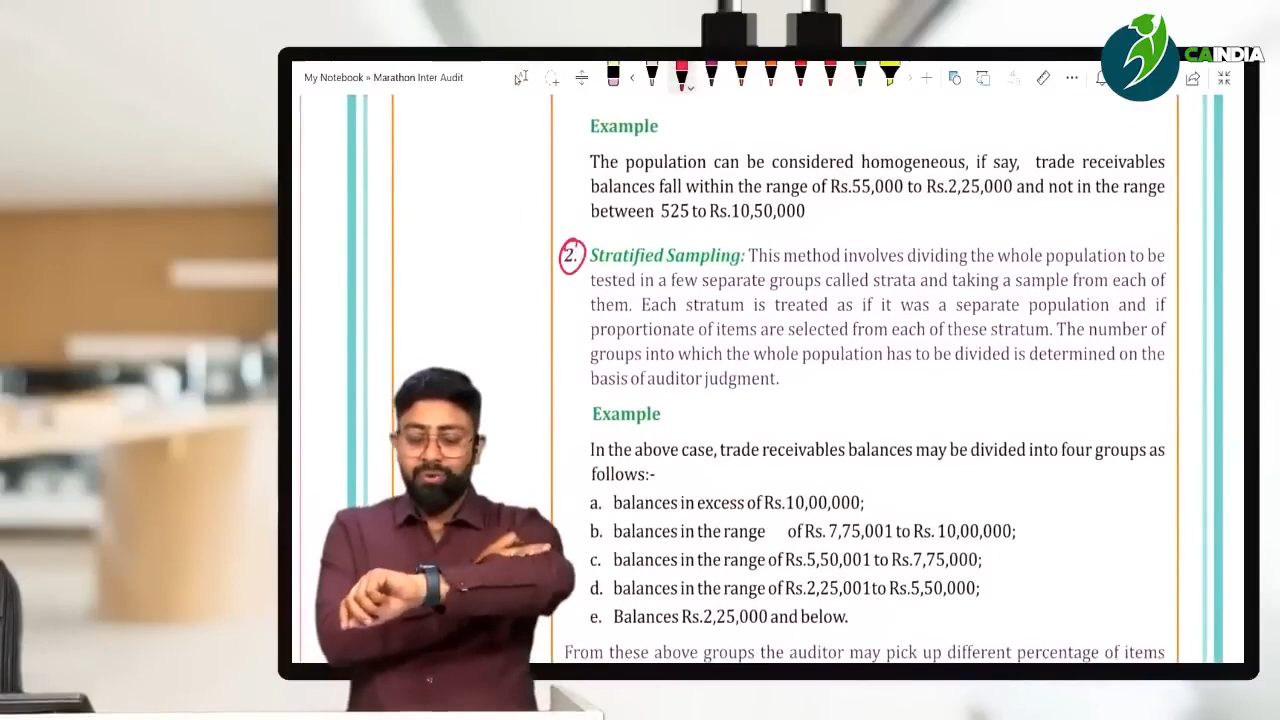 CAINDIA
My Notebook » Marathon Inter Audit
Example
The population can be considered homogeneous, if say, trade receivables
balances fall within the range of Rs.55,000 to Rs.2,25,000 and not in the range
between 525 to Rs.10,50,000
2. Stratified Sampling: This method involves dividing the whole population to be
tested in a few separate groups called strata and taking a sample from each of
them. Each stratum is treated as if it was a separate population and if
proportionate of items are selected from each of these stratum. The number of
groups into which the whole population has to be divided is determined on the
basis of auditor judgment.
Example
In the above case, trade receivables balances may be divided into four groups as
follows:-
a. balances in excess of Rs.10,00,000;
b. balances in the range of Rs. 7,75,001 to Rs. 10,00,000;
c. balances in the range of Rs.5,50,001 to Rs.7,75,000;
d. balances in the range of Rs.2,25,001to Rs.5,50,000;
e. Balances Rs.2,25,000 and below.
From these above groups the auditor may pick up different percentage of items